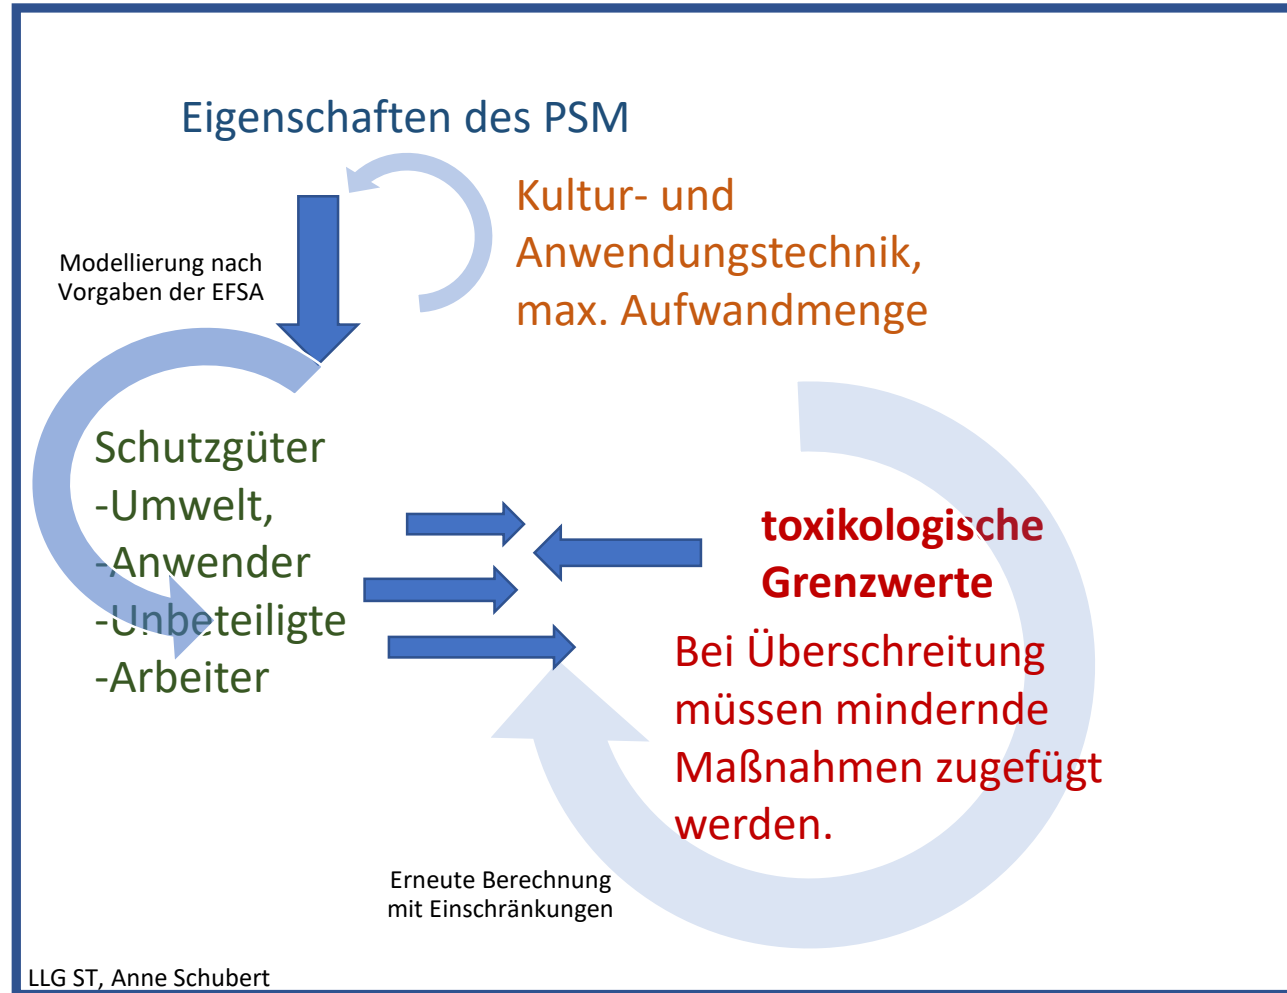 Eigenschaften des PSM
Kultur- und
Anwendungstechnik,
max. Aufwandmenge
Modellierung nach
Vorgaben der EFSA
Schutzgüter
-Umwelt,
-Anwender
-Unbeteiligte
-Arbeiter
toxikologische
Grenzwerte
Bei Überschreitung
müssen mindernde
Maßnahmen zugefügt
werden.
Erneute Berechnung
mit Einschränkungen
LLG ST, Anne Schubert